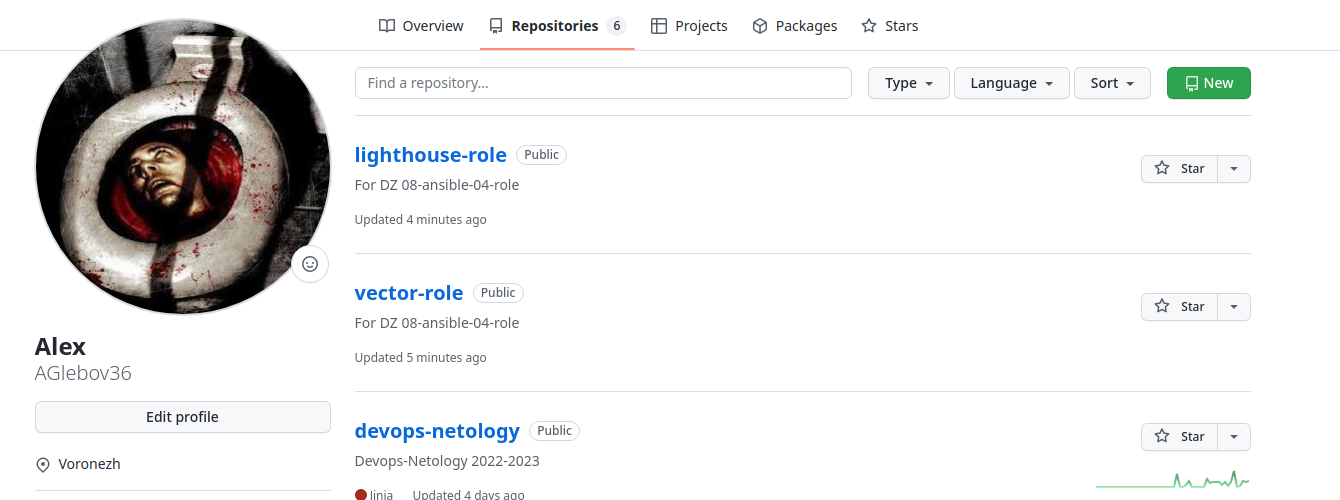 Overview Repositories 6 Projects Packages Stars
Find a repository... Type Language Sort New
lighthouse-role Public
Star
For DZ 08-ansible-04-role
Updated 4 minutes ago
vector-role Public
Star
For DZ 08-ansible-04-role
Updated 5 minutes ago
Alex
AGlebov36
Edit profile
Voronezh
devops-netology Public
Star
Devops-Netology 2022-2023
Jinja Updated 4 days ago